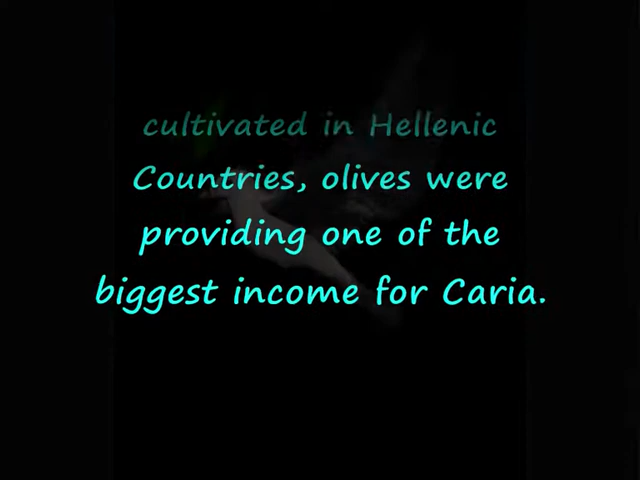 cultivated in Hellenic
Countries, olives were
providing one of the
biggest income for Caria.